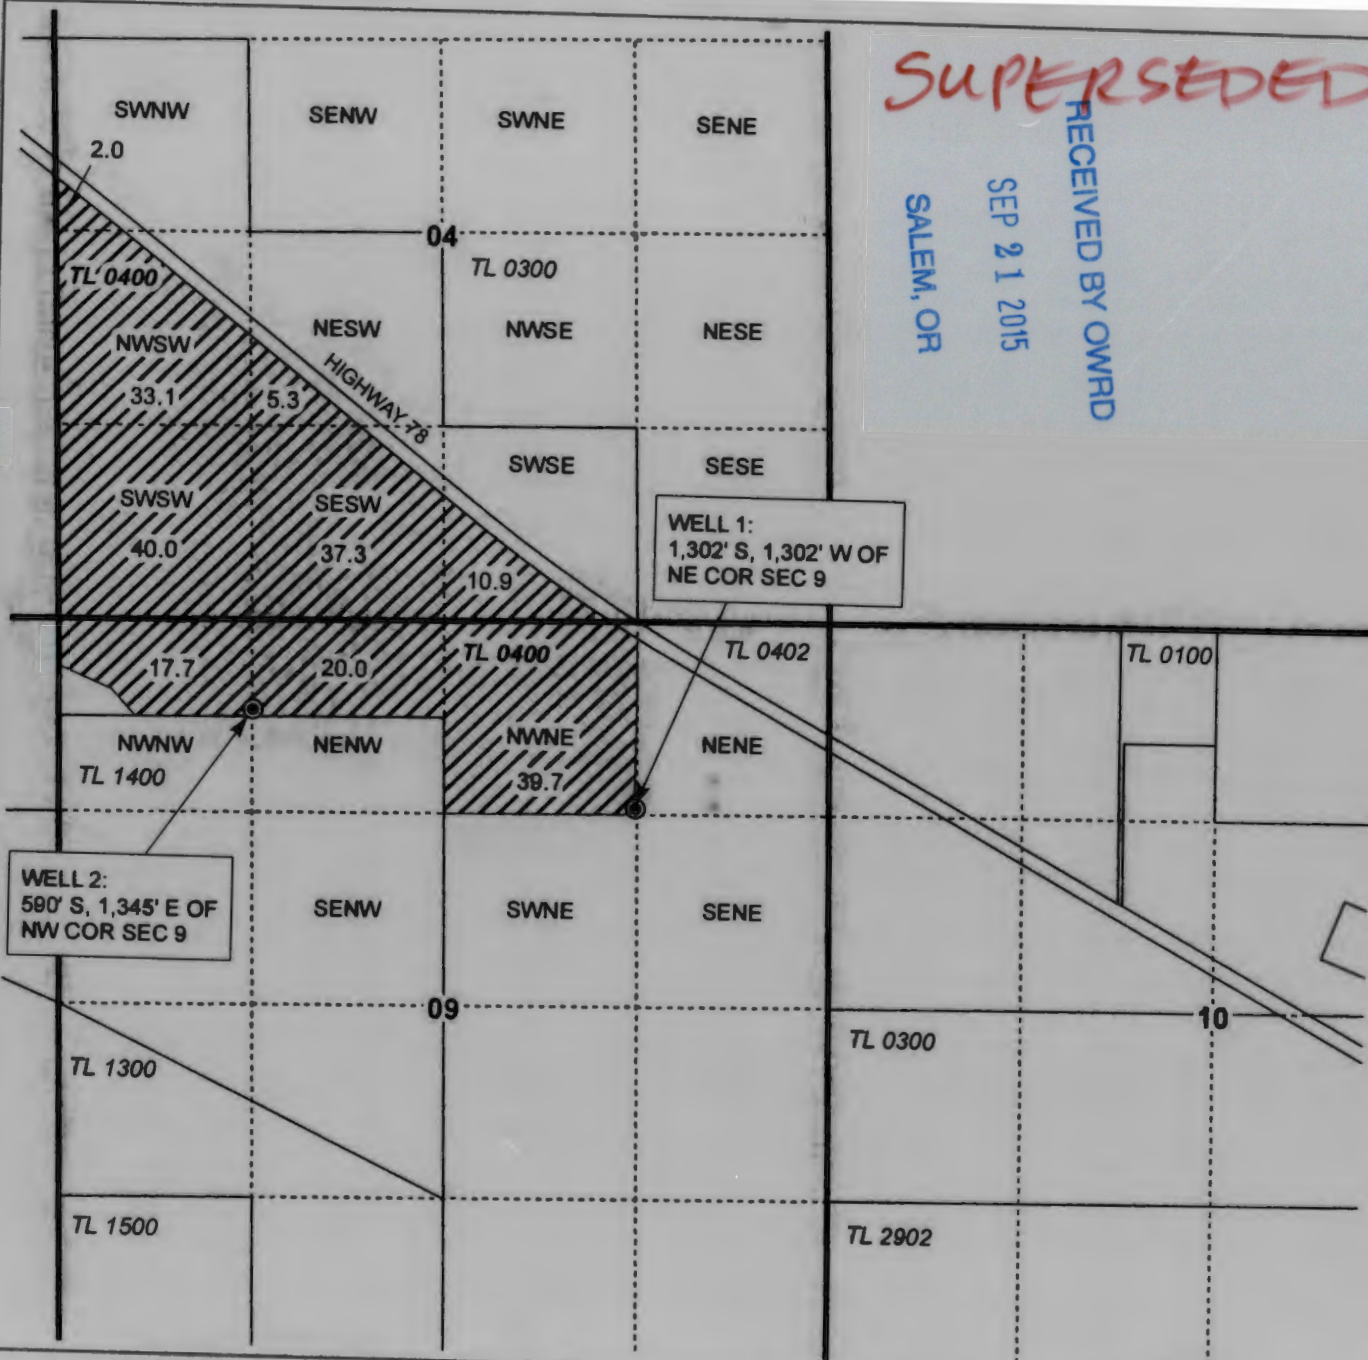 SUPERSEDED
RECEIVED BY OWRD
SEP 21 2015
SALEM, OR
SWNW
SENW
SWNE
SENE
2.0
04
TL 0400
TL 0300
NWSW
NESW
NWSE
NESE
33.1
5.3
HIGHWAY 78
SWSW
SESW
SWSE
SESE
40.0
37.3
10.9
WELL 1:
1,302' S, 1,302' W OF
NE COR SEC 9
17.7
20.0
TL 0400
TL 0402
TL 0100
NWNW
NENW
NWNE
NENE
TL 1400
39.7
WELL 2:
590' S, 1,345' E OF
NW COR SEC 9
SENW
SWNE
SENE
09
10
TL 1300
TL 0300
TL 1500
TL 2902